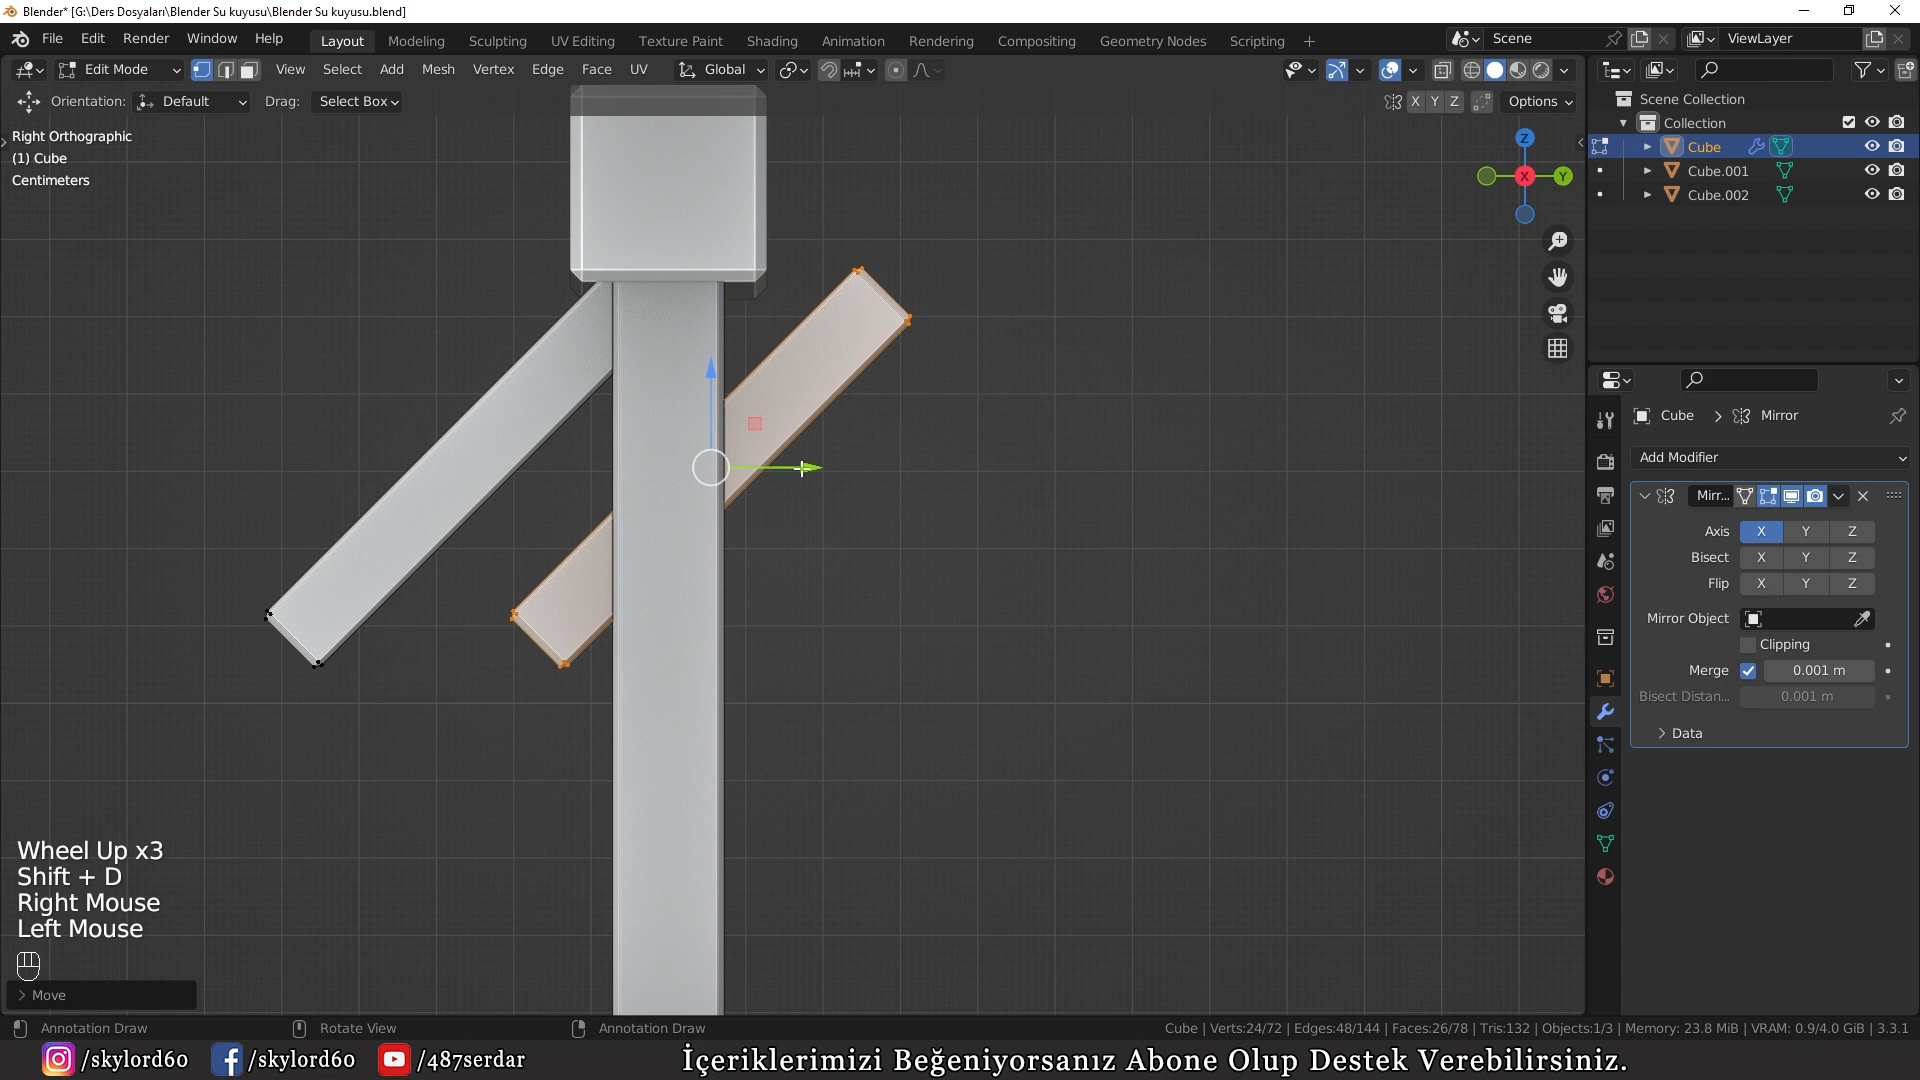 Blender* [G:\Ders Dosyaları\Blender Su kuyusu\Blender Su kuyusu.blend]
File Edit Render Window Help Layout Modeling Sculpting UV Editing Texture Paint Shading Animation Rendering Compositing Geometry Nodes Scripting + Scene ViewLayer
Edit Mode View Select Add Mesh Vertex Edge Face UV Global
Orientation: Default Drag: Select Box X Y Z Options
Right Orthographic
(1) Cube
Centimeters
Z
X
Y
Scene Collection
Collection
Cube
Cube.001
Cube.002
Cube > Mirror
Add Modifier
Mirr...
Axis X Y Z
Bisect X Y Z
Flip X Y Z
Mirror Object
Clipping
Merge 0.001 m
Bisect Distan... 0.001 m
Data
Wheel Up x3
Shift + D
Right Mouse
Left Mouse
Move
Annotation Draw Rotate View Annotation Draw Cube | Verts:24/72 | Edges:48/144 | Faces:26/78 | Tris:132 | Objects:1/3 | Memory: 23.8 MiB | VRAM: 0.9/4.0 GiB | 3.3.1
/skylord60 /skylord60 /487serdar İçeriklerimizi Beğeniyorsanız Abone Olup Destek Verebilirsiniz.